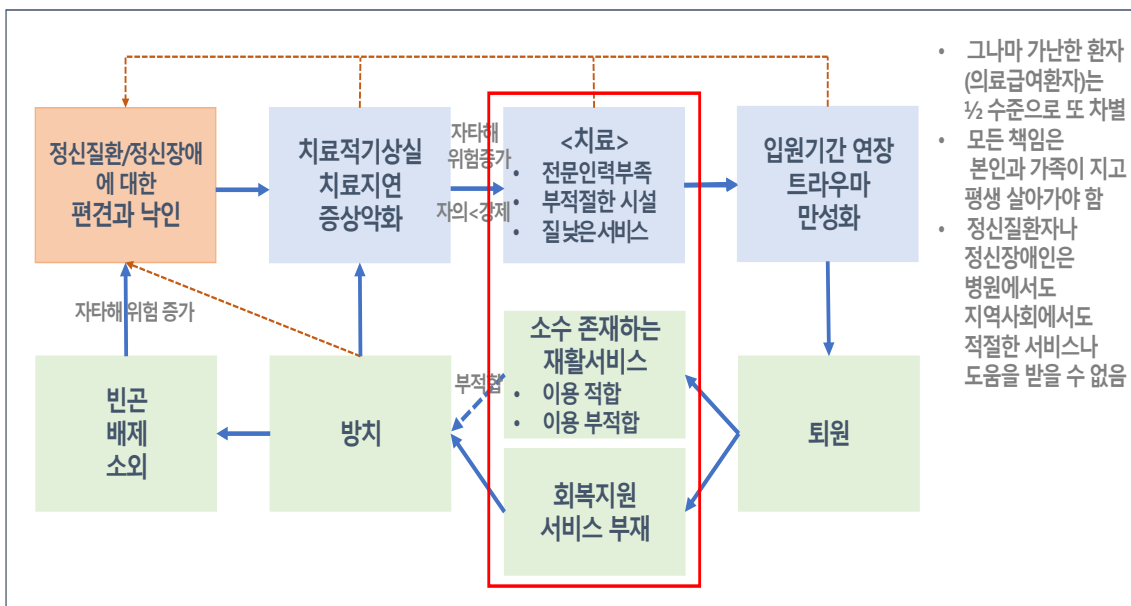 정신질환/정신장애
에 대한
편견과 낙인
치료적기상실
치료지연
증상악화
자타해
위험증가
자의<강제
<치료>
• 전문인력부족
• 부적절한 시설
• 질 낮은 서비스
입원기간 연장
트라우마
만성화
• 그나마 가난한 환자
(의료급여환자)는
½ 수준으로 또 차별
• 모든 책임은
본인과 가족이 지고
평생 살아가야 함
• 정신질환자나
정신장애인은
병원에서도
지역사회에서도
적절한 서비스나
도움을 받을 수 없음
자타해 위험 증가
빈곤
배제
소외
방치
부적합
소수 존재하는
재활서비스
• 이용 적합
• 이용 부적합
회복지원
서비스 부재
퇴원